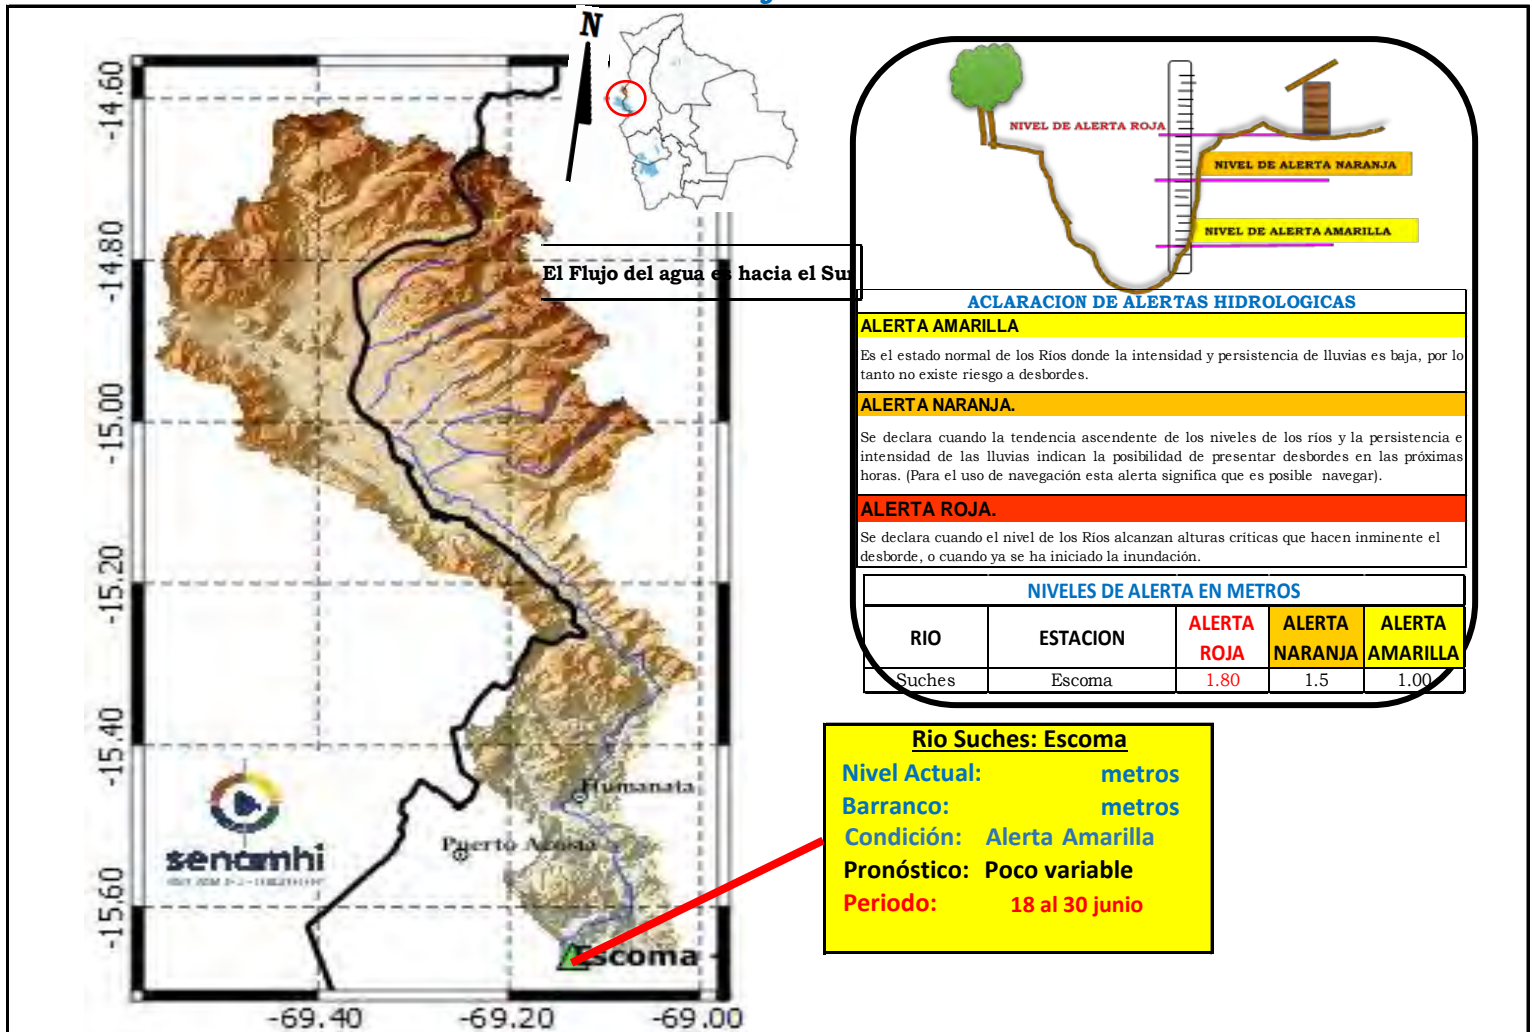 N
-14.60
-14.80
-15.00
-15.20
-15.40
-15.60
-69.40
-69.20
-69.00
El Flujo del agua es hacia el Sur
Humanata
Puerto Acosta
Escoma
senamhi
NIVEL DE ALERTA ROJA
NIVEL DE ALERTA NARANJA
NIVEL DE ALERTA AMARILLA
ACLARACION DE ALERTAS HIDROLOGICAS
ALERTA AMARILLA
Es el estado normal de los Ríos donde la intensidad y persistencia de lluvias es baja, por lo
tanto no existe riesgo a desbordes.
ALERTA NARANJA.
Se declara cuando la tendencia ascendente de los niveles de los ríos y la persistencia e
intensidad de las lluvias indican la posibilidad de presentar desbordes en las próximas
horas. (Para el uso de navegación esta alerta significa que es posible navegar).
ALERTA ROJA.
Se declara cuando el nivel de los Ríos alcanzan alturas críticas que hacen inminente el
desborde, o cuando ya se ha iniciado la inundación.
NIVELES DE ALERTA EN METROS
RIO ESTACION ALERTA ROJA ALERTA NARANJA ALERTA AMARILLA
Suches Escoma 1.80 1.5 1.00
Rio Suches: Escoma
Nivel Actual: metros
Barranco: metros
Condición: Alerta Amarilla
Pronóstico: Poco variable
Periodo: 18 al 30 junio